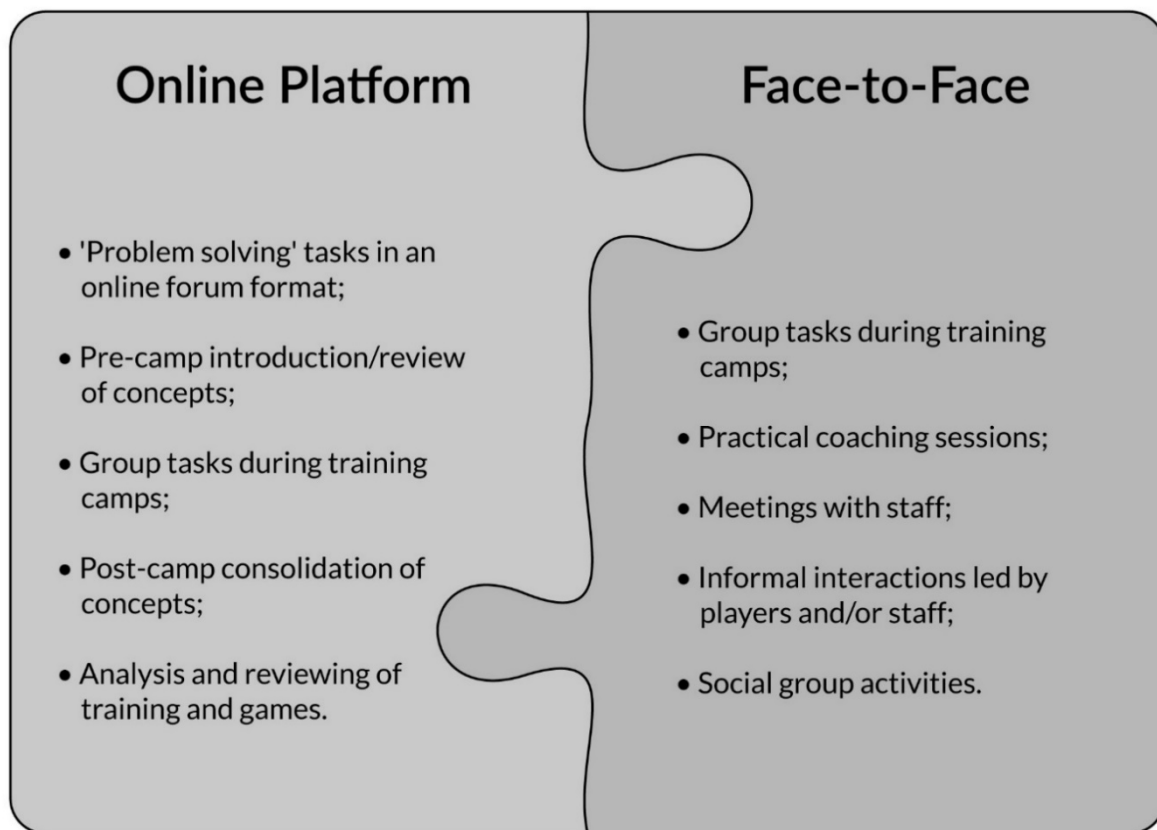 Online Platform
• 'Problem solving' tasks in an
online forum format;
• Pre-camp introduction/review
of concepts;
• Group tasks during training
camps;
• Post-camp consolidation of
concepts;
• Analysis and reviewing of
training and games.
Face-to-Face
• Group tasks during training
camps;
• Practical coaching sessions;
• Meetings with staff;
• Informal interactions led by
players and/or staff;
• Social group activities.